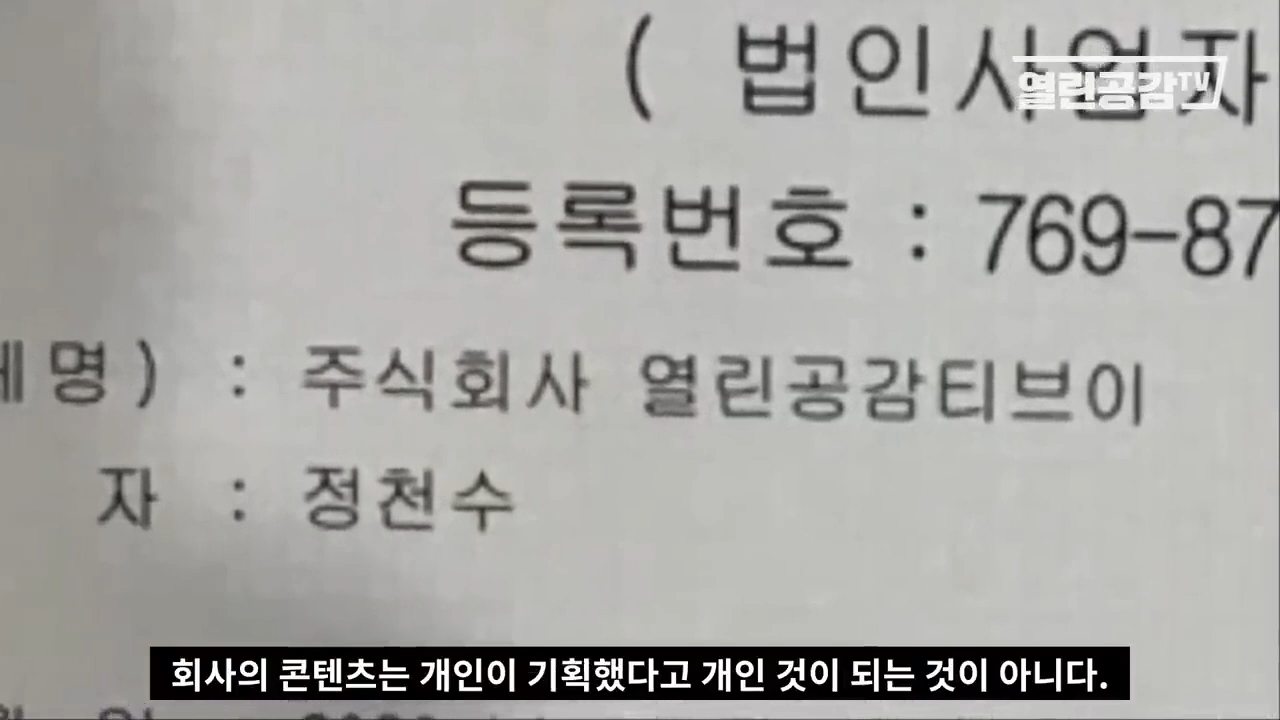 ( 법인사업자
열린공감TV
등록번호 : 769-87
명) : 주식회사 열린공감티브이
자 : 정천수
회사의 콘텐츠는 개인이 기획했다고 개인 것이 되는 것이 아니다.